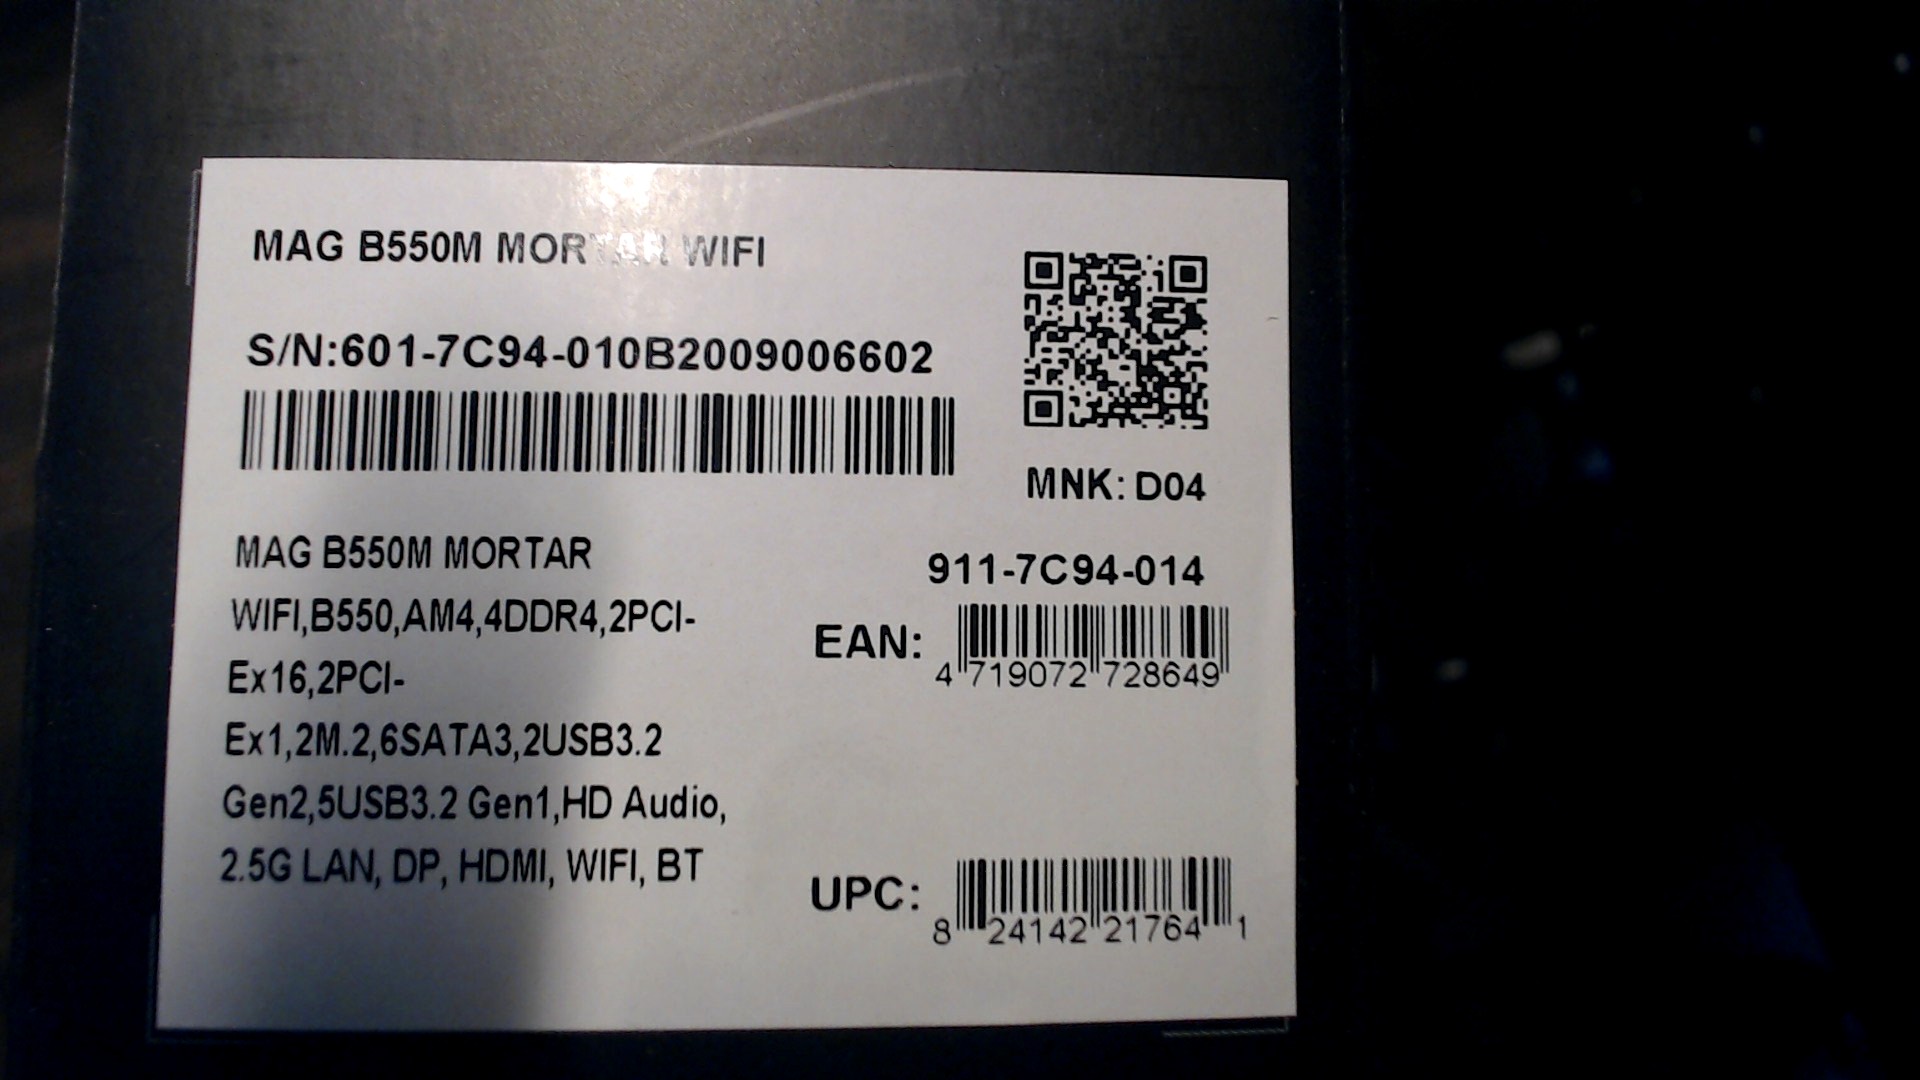 MAG B550M MORTAR WIFI
S/N:601-7C94-010B2009006602
MNK: D04
MAG B550M MORTAR
WIFI,B550,AM4,4DDR4,2PCI-
Ex16,2PCI-
Ex1,2M.2,6SATA3,2USB3.2
Gen2,5USB3.2 Gen1,HD Audio,
2.5G LAN, DP, HDMI, WIFI, BT
911-7C94-014
EAN:
4 719072 728649
UPC:
8 24142 21764 1